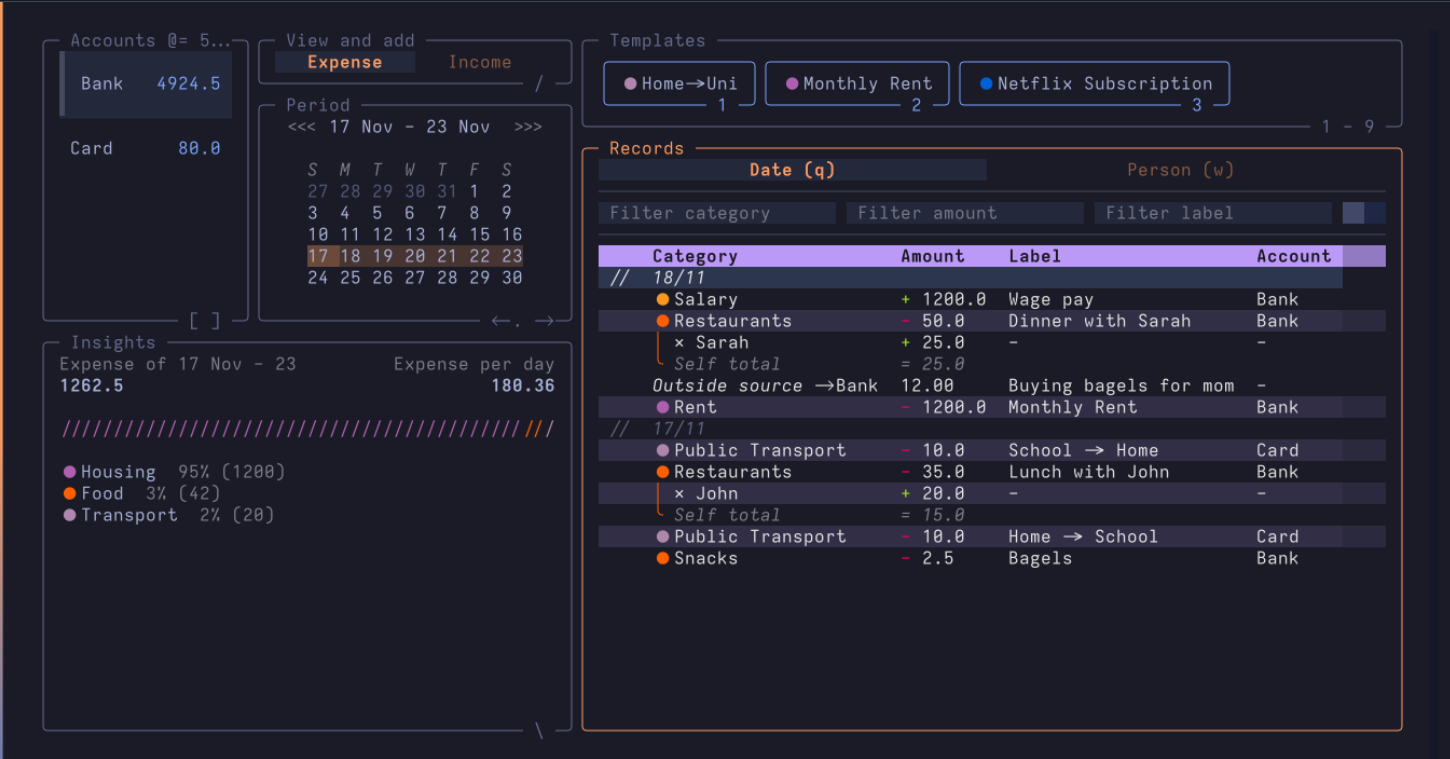 Accounts @= 5...
Bank 4924.5
Card 80.0
[ ]
View and add
Expense Income
/
Period
<<< 17 Nov - 23 Nov >>>
S M T W T F S
27 28 29 30 31 1 2
3 4 5 6 7 8 9
10 11 12 13 14 15 16
17 18 19 20 21 22 23
24 25 26 27 28 29 30
←. →
Insights
Expense of 17 Nov - 23 Expense per day
1262.5 180.36
Housing 95% (1200)
Food 3% (42)
Transport 2% (20)
\
Templates
Home→Uni Monthly Rent Netflix Subscription
1 2 3
1 - 9
Records
Date (q) Person (w)
Filter category Filter amount Filter label
Category Amount Label Account
// 18/11
Salary + 1200.0 Wage pay Bank
Restaurants - 50.0 Dinner with Sarah Bank
× Sarah + 25.0 - -
Self total = 25.0
Outside source →Bank 12.00 Buying bagels for mom -
Rent - 1200.0 Monthly Rent Bank
// 17/11
Public Transport - 10.0 School → Home Card
Restaurants - 35.0 Lunch with John Bank
× John + 20.0 - -
Self total = 15.0
Public Transport - 10.0 Home → School Card
Snacks - 2.5 Bagels Bank